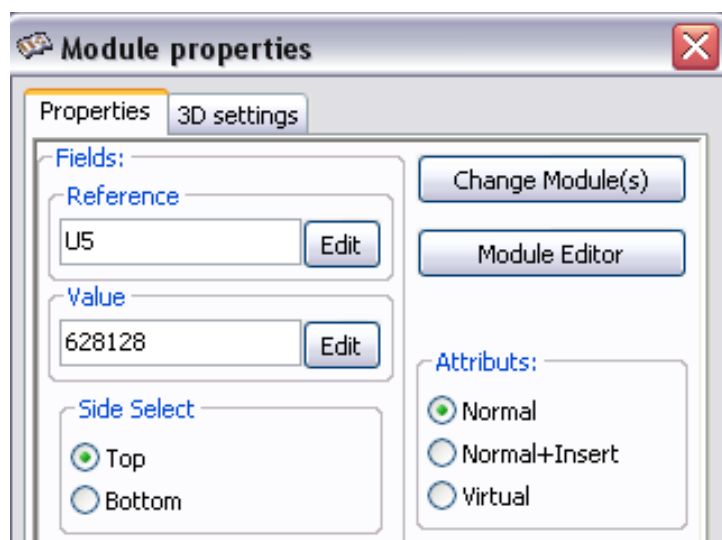 Module properties
Properties
3D settings
Fields:
Reference
U5
Edit
Value
628128
Edit
Side Select
Top
Bottom
Change Module(s)
Module Editor
Attributs:
Normal
Normal+Insert
Virtual